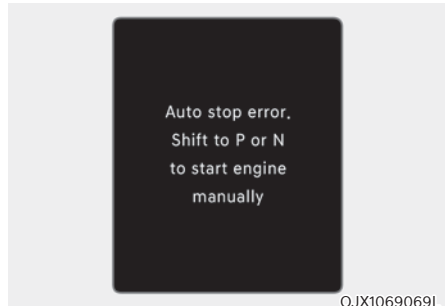 Auto stop error.
Shift to P or N
to start engine
manually
OJX1069069L